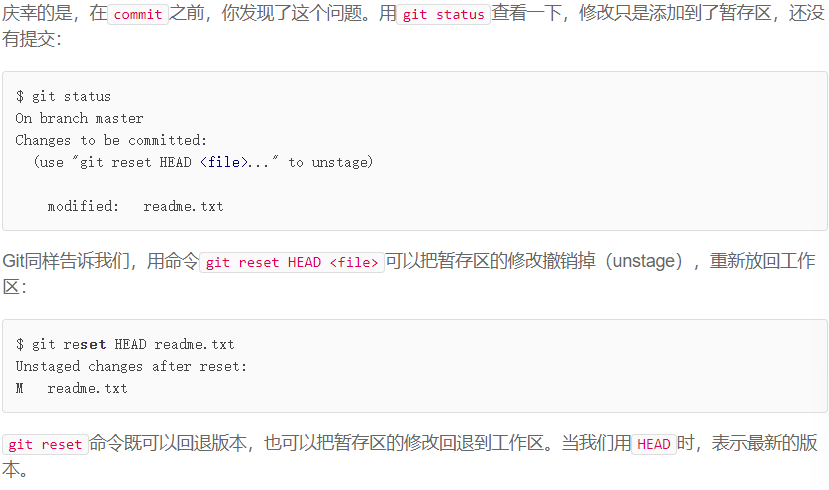 庆幸的是，在commit之前，你发现了这个问题。用git status查看一下，修改只是添加到了暂存区，还没
有提交：
$ git status
On branch master
Changes to be committed:
  (use "git reset HEAD <file>..." to unstage)
    modified:   readme.txt
Git同样告诉我们，用命令git reset HEAD <file>可以把暂存区的修改撤销掉（unstage），重新放回工作
区：
$ git reset HEAD readme.txt
Unstaged changes after reset:
M   readme.txt
git reset命令既可以回退版本，也可以把暂存区的修改回退到工作区。当我们用HEAD时，表示最新的版
本。